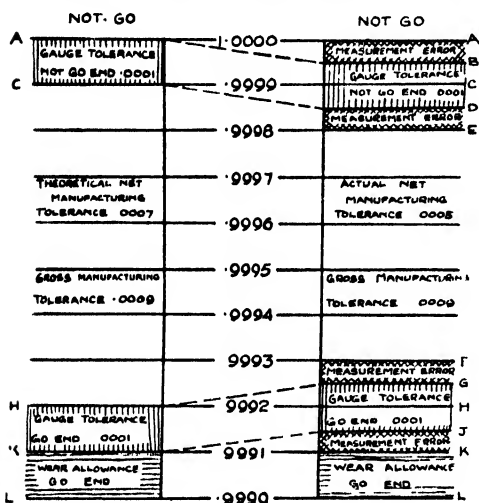 NOT·GO
NOT GO
A
1.0000
A
MEASUREMENT ERROR
B
GAUGE TOLERANCE
NOT GO END ·0001
GAUGE TOLERANCE
NOT GO END 0001
C
·9999
C
D
MEASUREMENT ERROR
·9998
E
·9997
THEORETICAL NET
MANUFACTURING
TOLERANCE 0007
ACTUAL NET
MANUFACTURING
TOLERANCE 0005
·9996
·9995
GROSS MANUFACTURING
TOLERANCE ·0009
GROSS MANUFACTURIN
TOLERANCE 0009
·9994
·9993
F
MEASUREMENT ERROR
G
H
·9992
H
GAUGE TOLERANCE
GO END 0001
GAUGE TOLERANCE
GO END 0001
J
MEASUREMENT ERROR
K
·9991
K
WEAR ALLOWANCE
GO END
WEAR ALLOWANCE
GO END
L
·9990
L